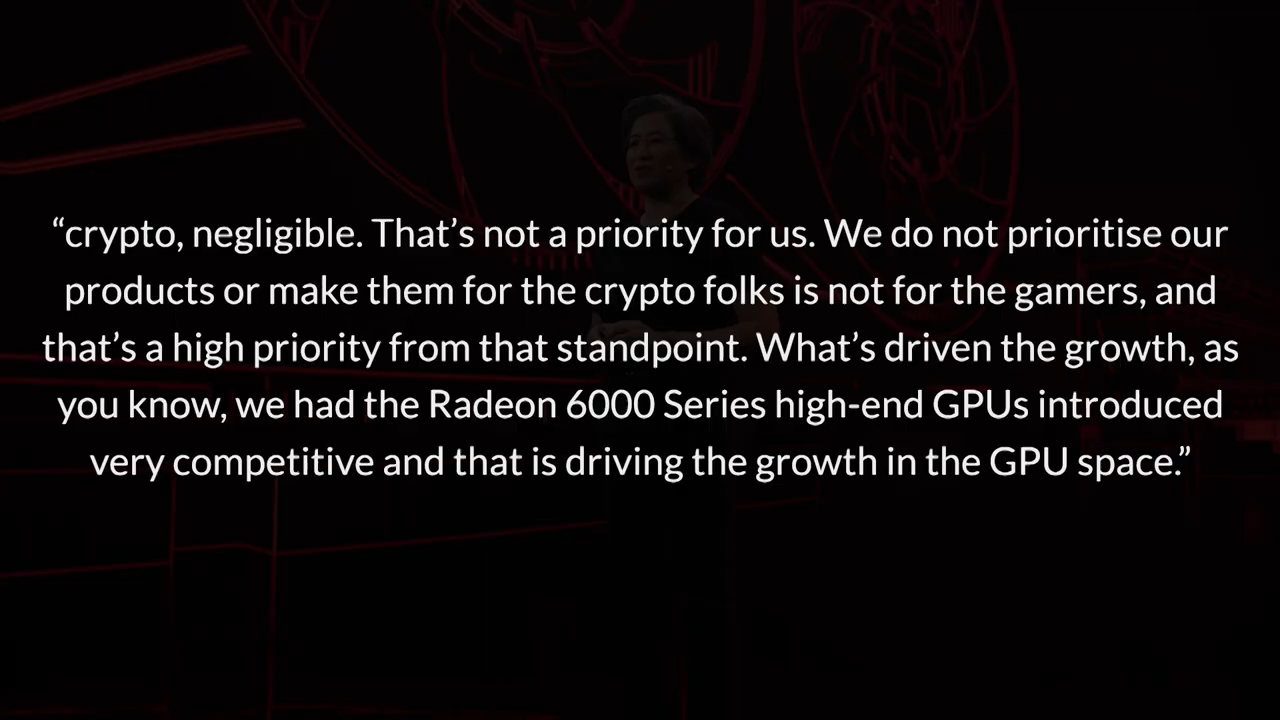 “crypto, negligible. That’s not a priority for us. We do not prioritise our
products or make them for the crypto folks is not for the gamers, and
that’s a high priority from that standpoint. What’s driven the growth, as
you know, we had the Radeon 6000 Series high-end GPUs introduced
very competitive and that is driving the growth in the GPU space.”